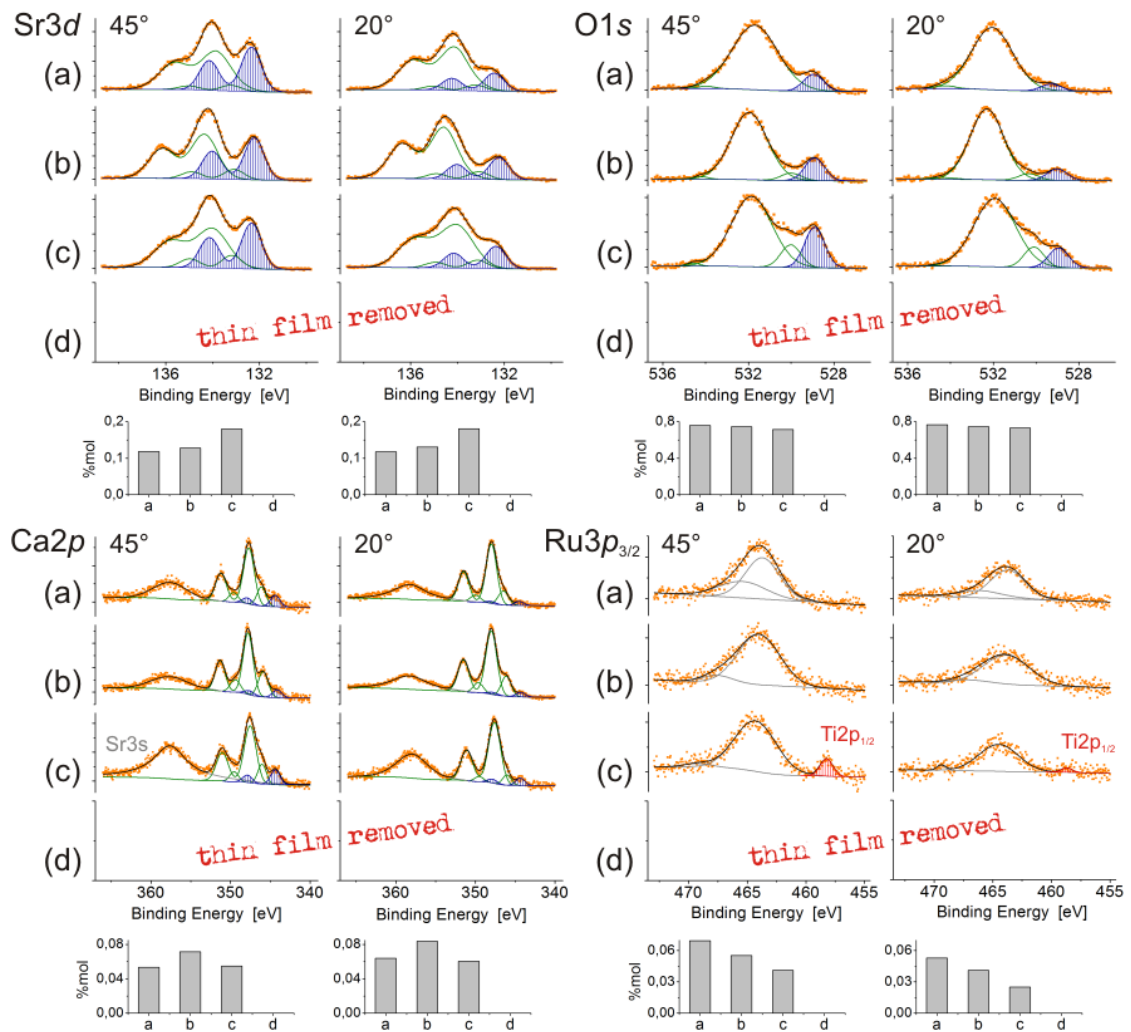 Sr3d 45° 20° O1s 45° 20°
(a) (a)
(b) (b)
(c) (c)
(d) thin film removed (d) thin film removed
136 134 132 136 134 132 536 532 528 536 532 528
Binding Energy [eV] Binding Energy [eV] Binding Energy [eV] Binding Energy [eV]
%mol 0,2 0,1 0,0 0,2 0,1 0,0 %mol 0,8 0,4 0,0 0,8 0,4 0,0
a b c d a b c d a b c d a b c d
Ca2p 45° 20° Ru3p3/2 45° 20°
(a) (a)
(b) (b)
Sr3s Ti2p1/2 Ti2p1/2
(c) (c)
(d) thin film removed (d) thin film removed
360 350 340 360 350 340 470 465 460 455 470 465 460 455
Binding Energy [eV] Binding Energy [eV] Binding Energy [eV] Binding Energy [eV]
%mol 0,08 0,04 0,00 0,08 0,04 0,00 %mol 0,06 0,03 0,00 0,06 0,03 0,00
a b c d a b c d a b c d a b c d